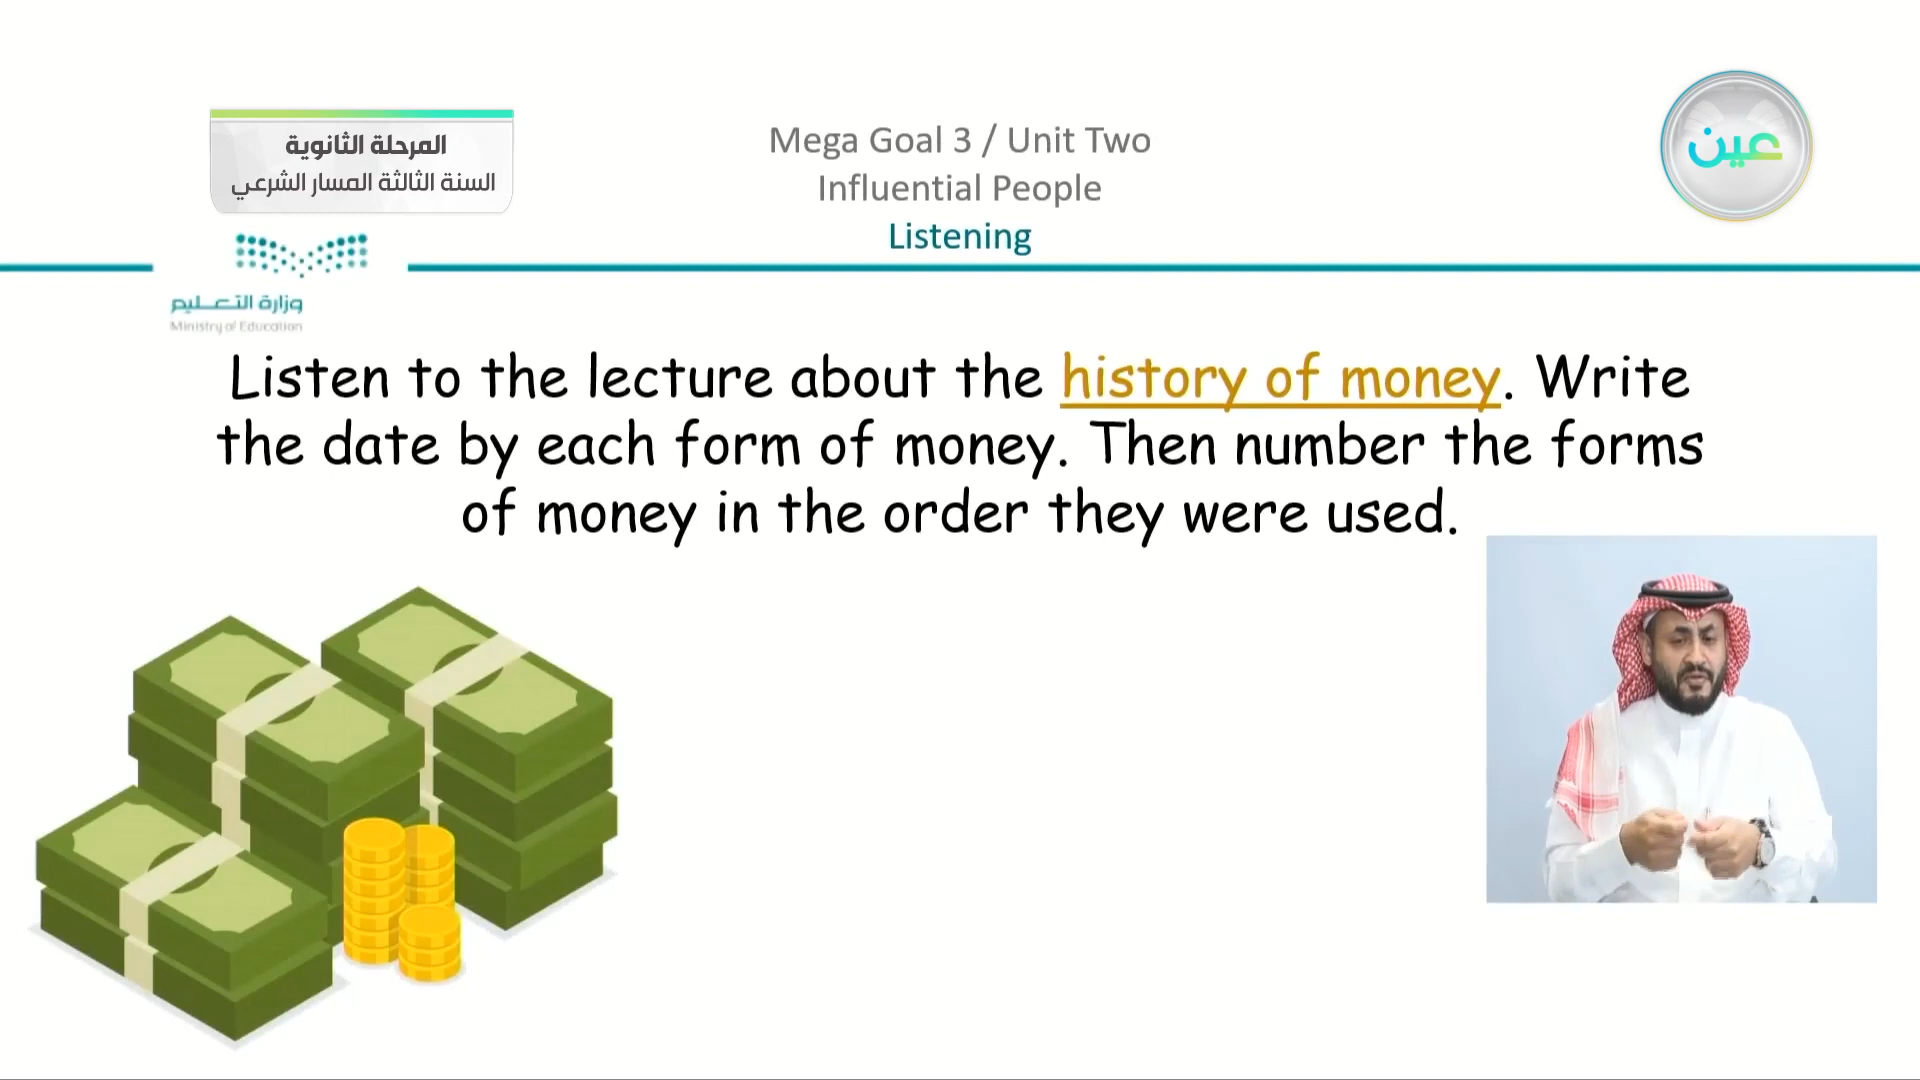 المرحلة الثانوية
السنة الثالثة المسار الشرعي
Mega Goal 3 / Unit Two
Influential People
Listening
عين
وزارة التعليم
Ministry of Education
Listen to the lecture about the history of money. Write
the date by each form of money. Then number the forms
of money in the order they were used.